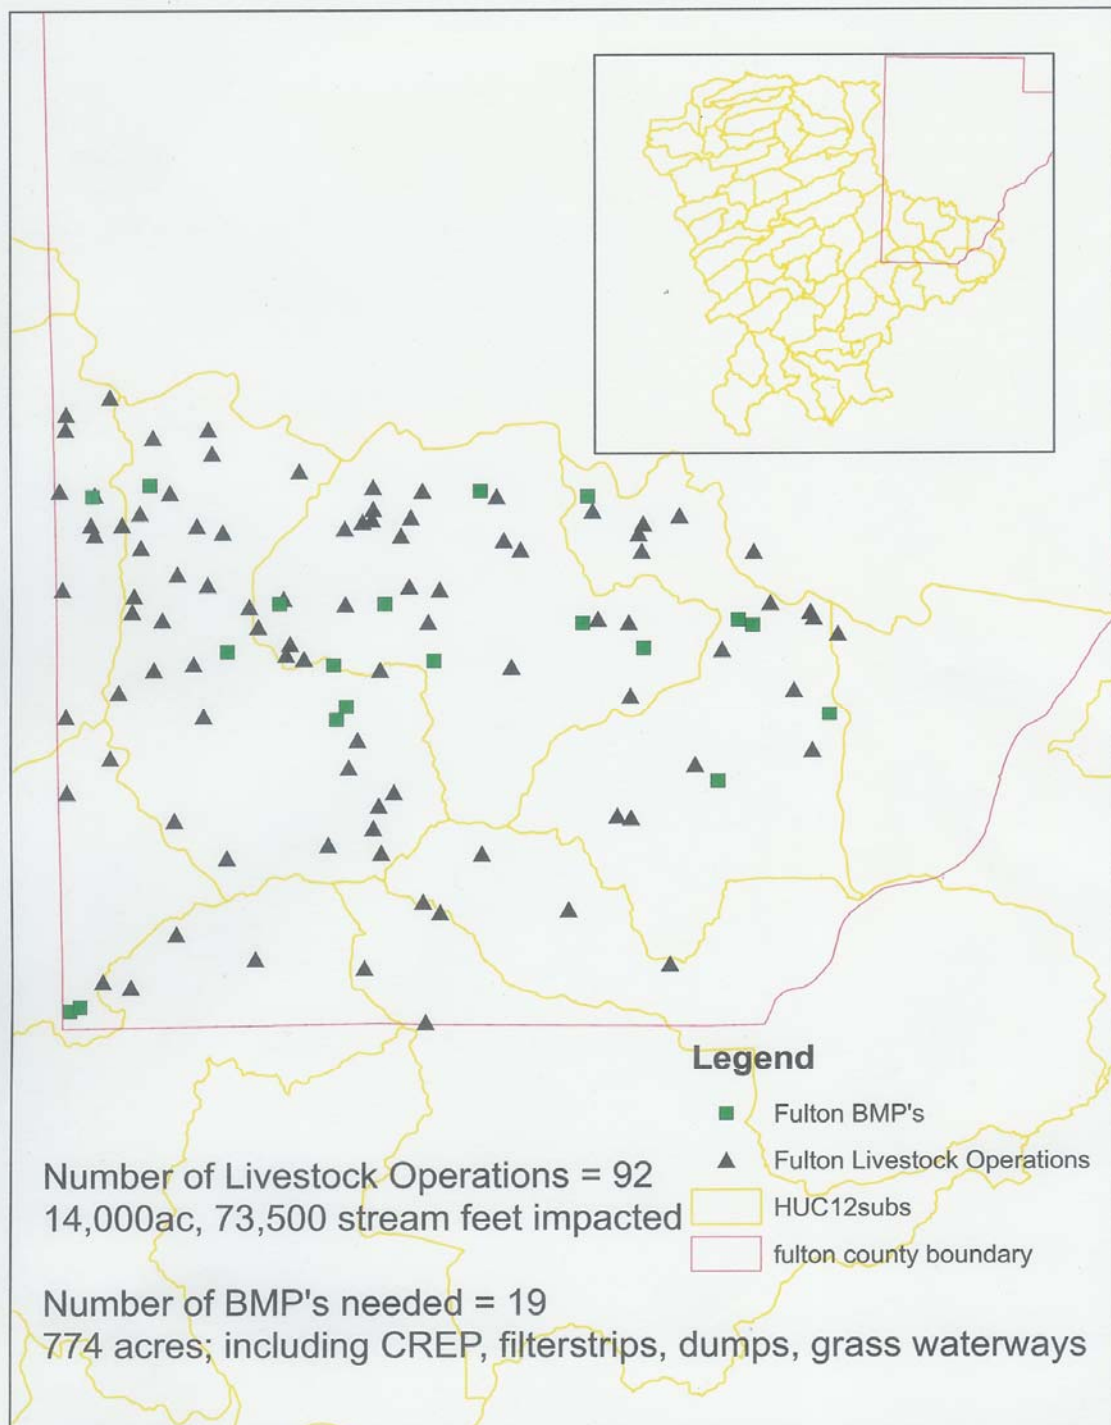 Legend
Fulton BMP's
Fulton Livestock Operations
HUC12subs
fulton county boundary
Number of Livestock Operations = 92
14,000ac, 73,500 stream feet impacted
Number of BMP's needed = 19
774 acres; including CREP, filterstrips, dumps, grass waterways